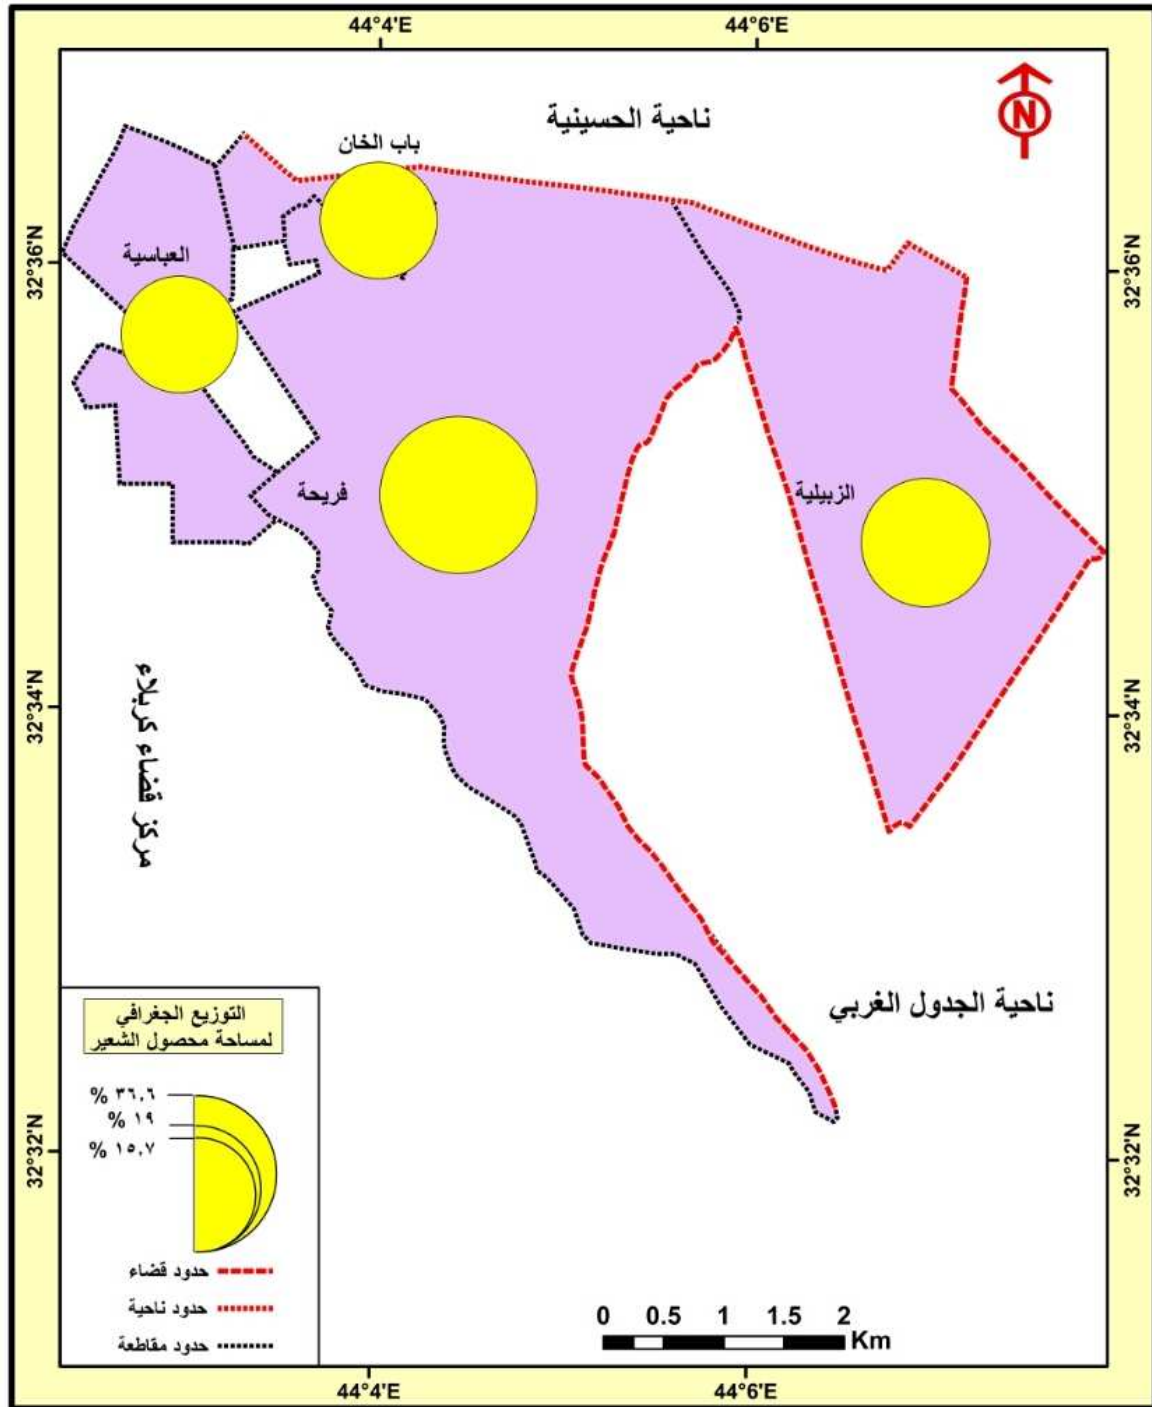 44°4'E
44°6'E
ناحية الحسينية
N
باب الخان
العباسية
32°36'N
32°36'N
فريحة
الزبيلية
مركز قضاء كربلاء
32°34'N
32°34'N
ناحية الجدول الغربي
التوزيع الجغرافي
لمساحة محصول الشعير
% ٣٦,٦
% ١٩
% ١٥,٧
32°32'N
32°32'N
حدود قضاء
حدود ناحية
حدود مقاطعة
0 0.5 1 1.5 2
Km
44°4'E
44°6'E